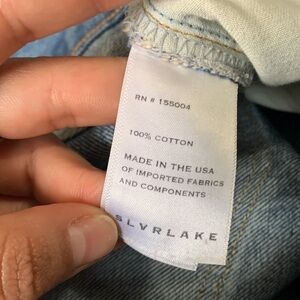 RN # 155004
100% COTTON
MADE IN THE USA
OF IMPORTED FABRICS
AND COMPONENTS
SLVRLAKE